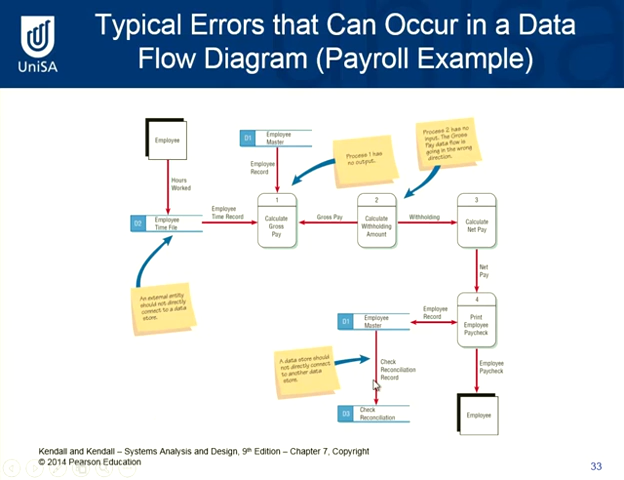 Typical Errors that Can Occur in a Data
Flow Diagram (Payroll Example)
UniSA
Employee
D1
Employee
Master
Employee
Record
Process 1 has
no output.
Process 2 has no
input. The Gross
Pay data flow is
going in the wrong
direction.
Hours
Worked
D2
Employee
Time File
Employee
Time Record
1
Calculate
Gross
Pay
Gross Pay
2
Calculate
Withholding
Amount
Withholding
3
Calculate
Net Pay
Net
Pay
An external entity
should not directly
connect to a data
store.
D1
Employee
Master
Employee
Record
4
Print
Employee
Paycheck
A data store should
not directly connect
to another data
store.
Check
Reconciliation
Record
Employee
Paycheck
D3
Check
Reconciliation
Employee
Kendall and Kendall – Systems Analysis and Design, 9th Edition – Chapter 7, Copyright
© 2014 Pearson Education
33